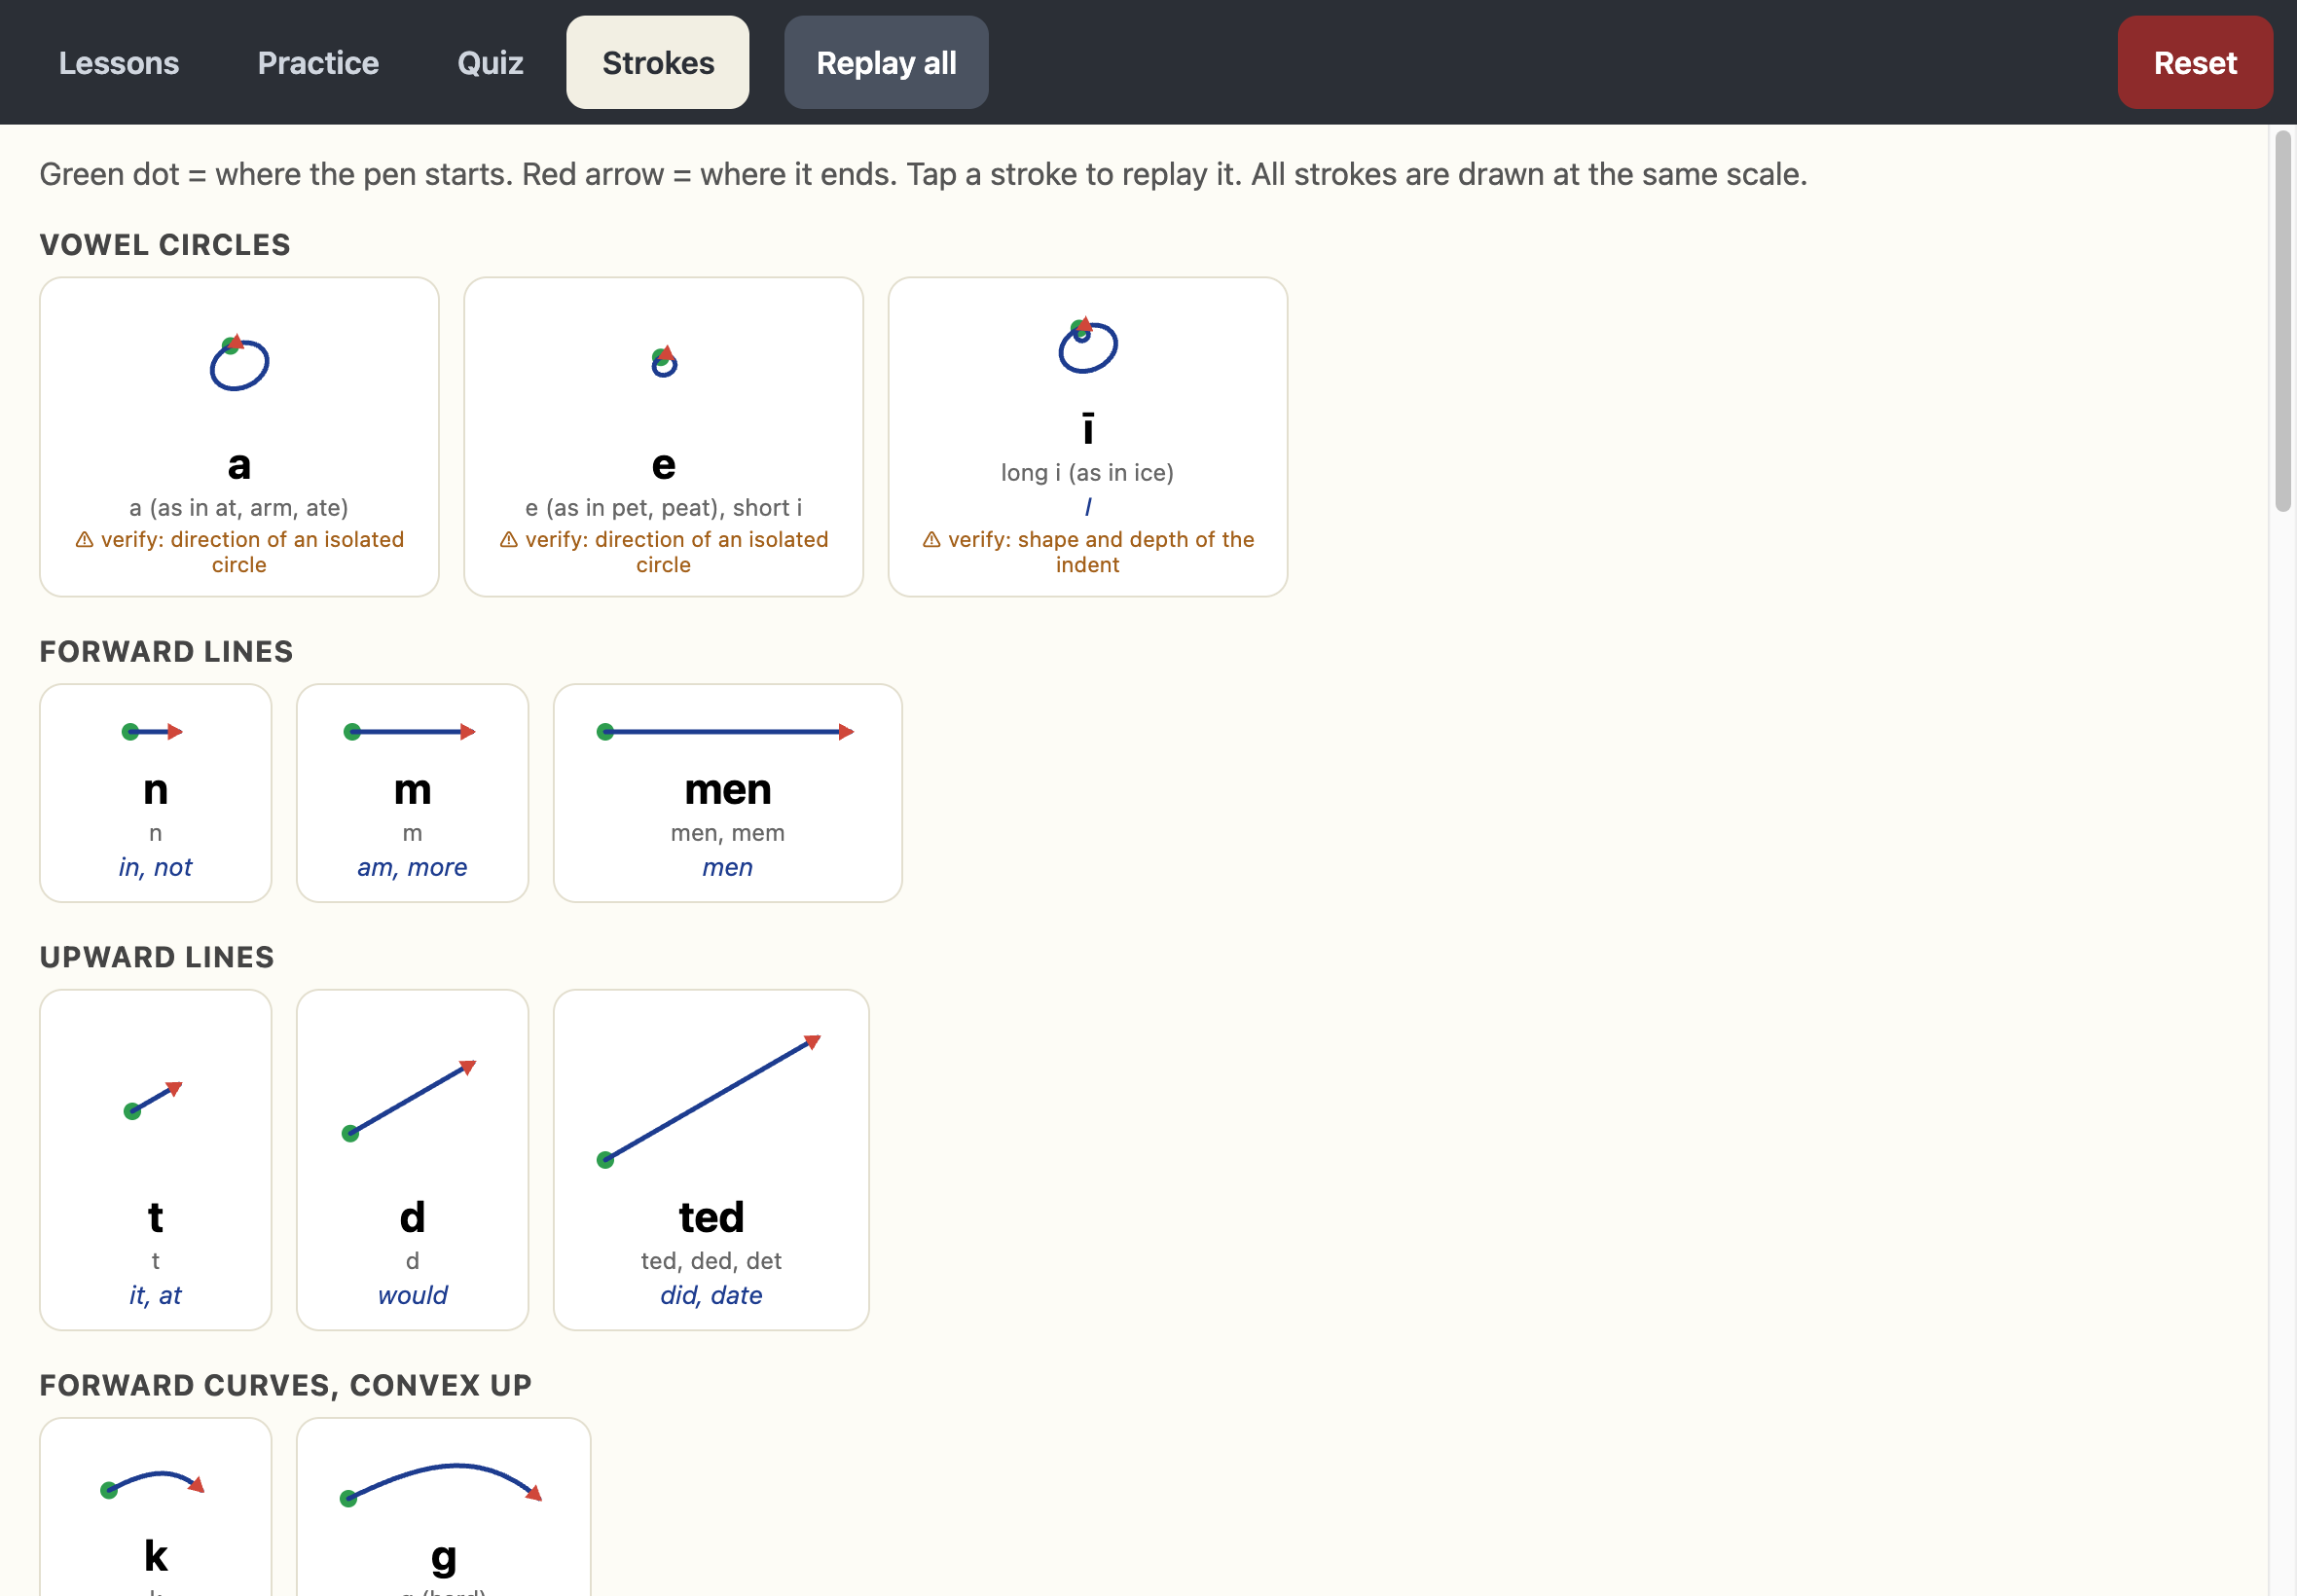 Lessons Practice Quiz Strokes Replay all Reset
Green dot = where the pen starts. Red arrow = where it ends. Tap a stroke to replay it. All strokes are drawn at the same scale.
VOWEL CIRCLES
a
a (as in at, arm, ate)
⚠ verify: direction of an isolated
circle
e
e (as in pet, peat), short i
⚠ verify: direction of an isolated
circle
ī
long i (as in ice)
I
⚠ verify: shape and depth of the
indent
FORWARD LINES
n
n
in, not
m
m
am, more
men
men, mem
men
UPWARD LINES
t
t
it, at
d
d
would
ted
ted, ded, det
did, date
FORWARD CURVES, CONVEX UP
k
g